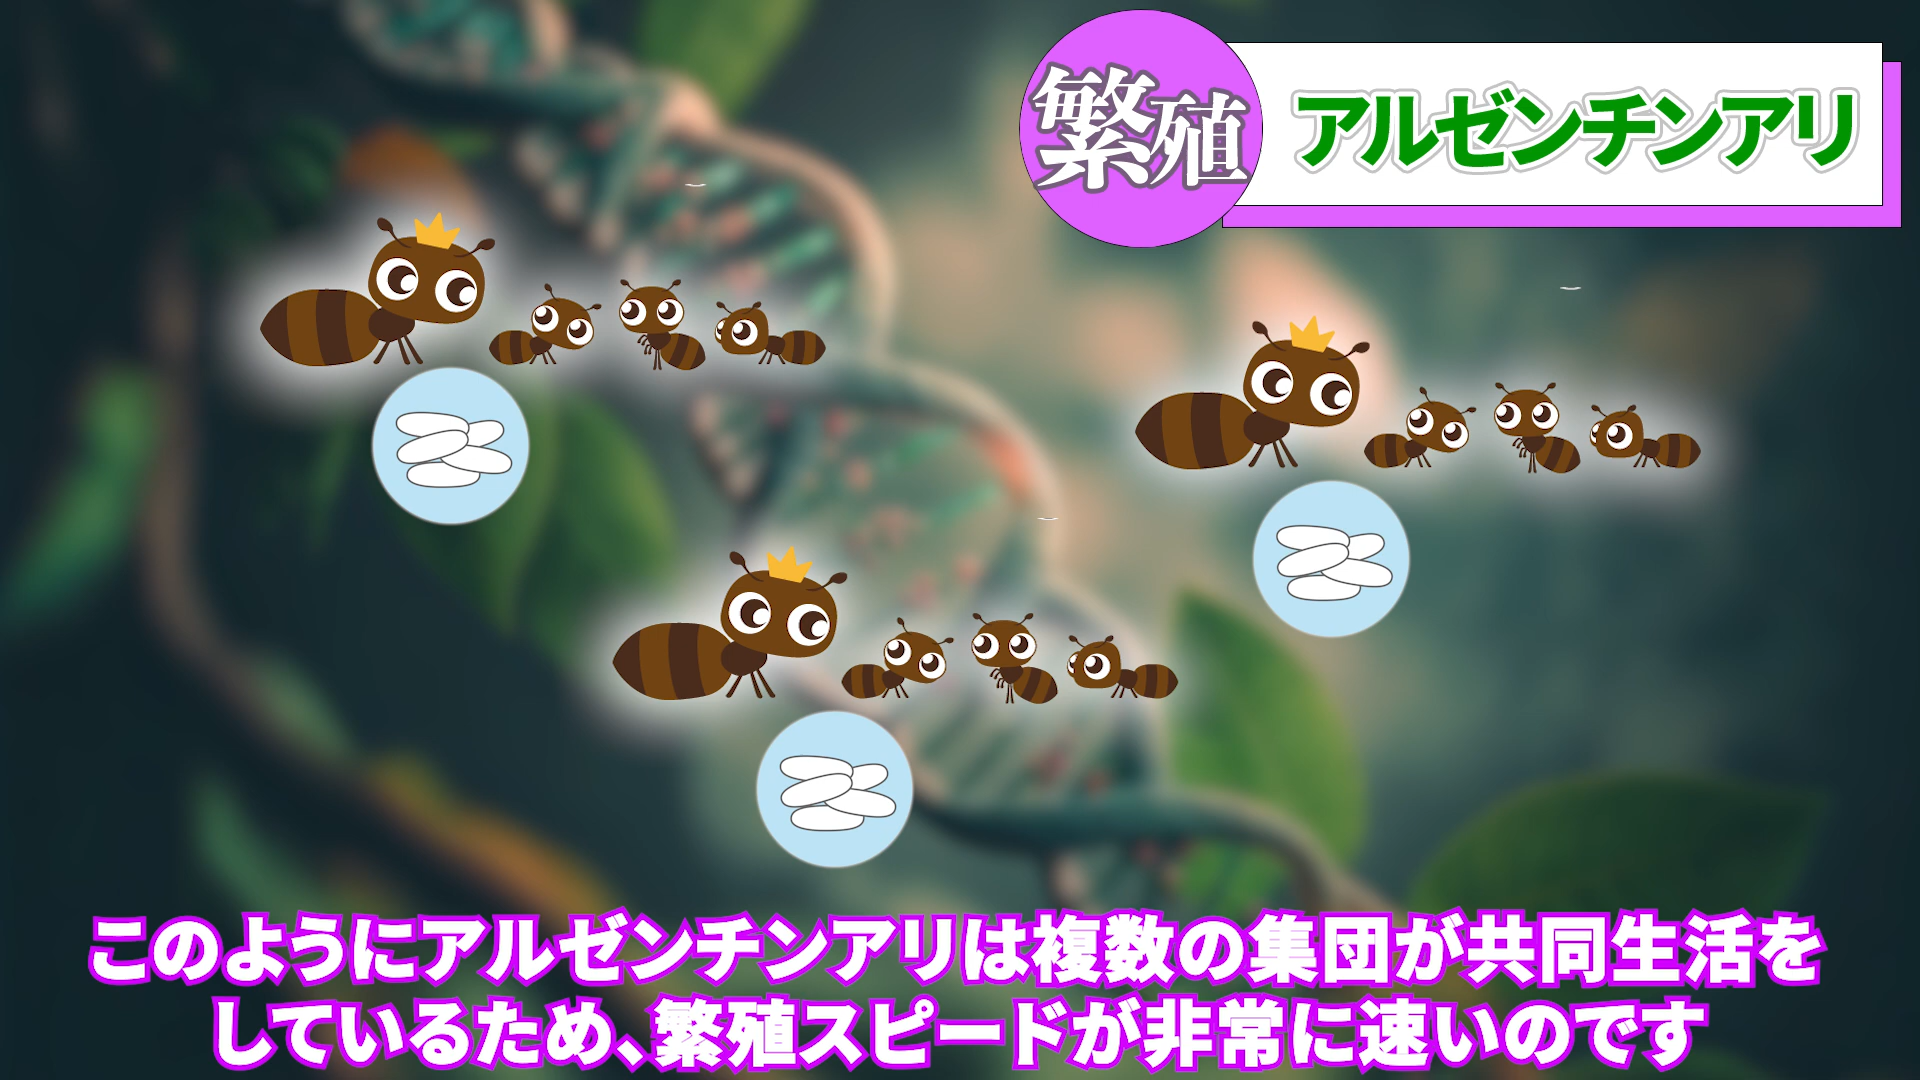 繁殖
アルゼンチンアリ
このようにアルゼンチンアリは複数の集団が共同生活を
しているため、繁殖スピードが非常に速いのです